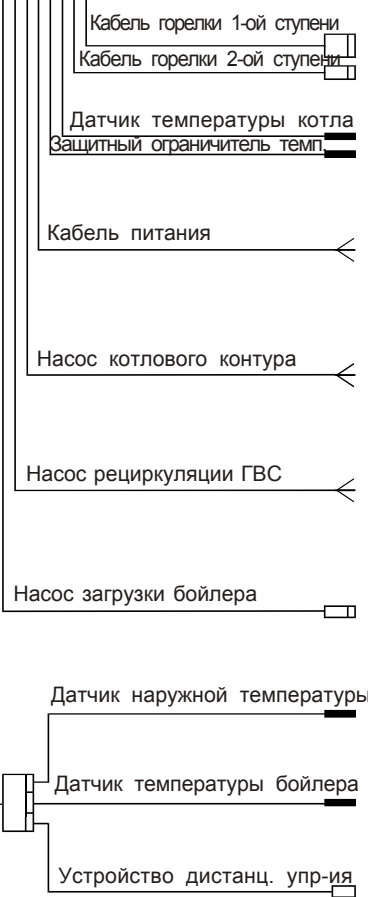 Кабель горелки 1-ой ступени
Кабель горелки 2-ой ступени
Датчик температуры котла
Защитный ограничитель темп.
Кабель питания
Насос котлового контура
Насос рециркуляции ГВС
Насос загрузки бойлера
Датчик наружной температуры
Датчик температуры бойлера
Устройство дистанц. упр-ия